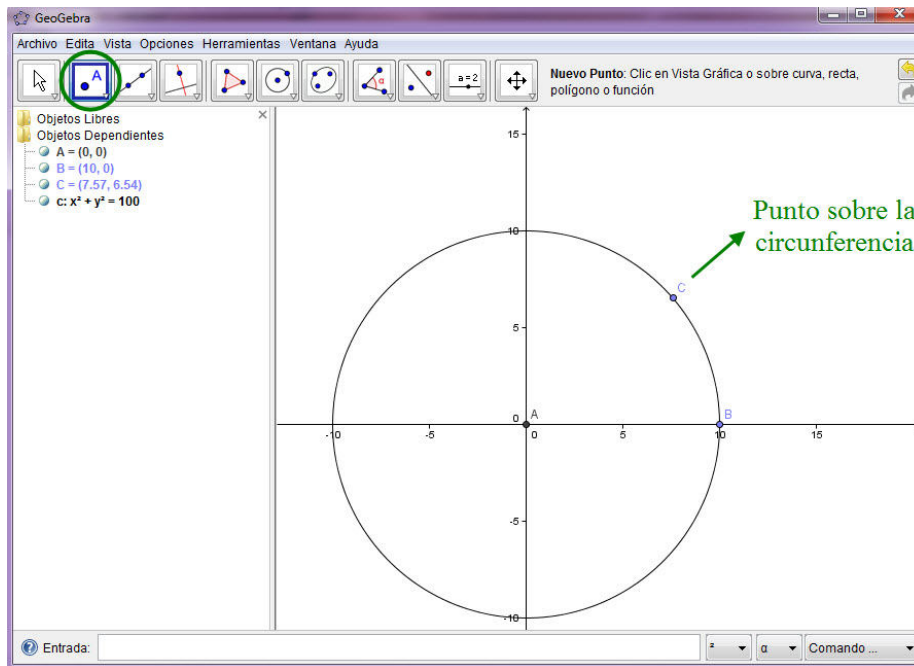 GeoGebra
Archivo Edita Vista Opciones Herramientas Ventana Ayuda
A
α
a = 2
Nuevo Punto: Clic en Vista Gráfica o sobre curva, recta,
polígono o función
Objetos Libres
Objetos Dependientes
A = (0, 0)
B = (10, 0)
C = (7.57, 6.54)
c: x² + y² = 100
15
Punto sobre la
circunferencia
10
C
5
0 A B
-10 -5 0 5 10 15
-5
-10
Entrada:
² α Comando ...